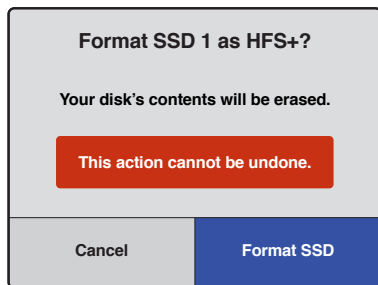 Format SSD 1 as HFS+?
Your disk’s contents will be erased.
This action cannot be undone.
Cancel
Format SSD